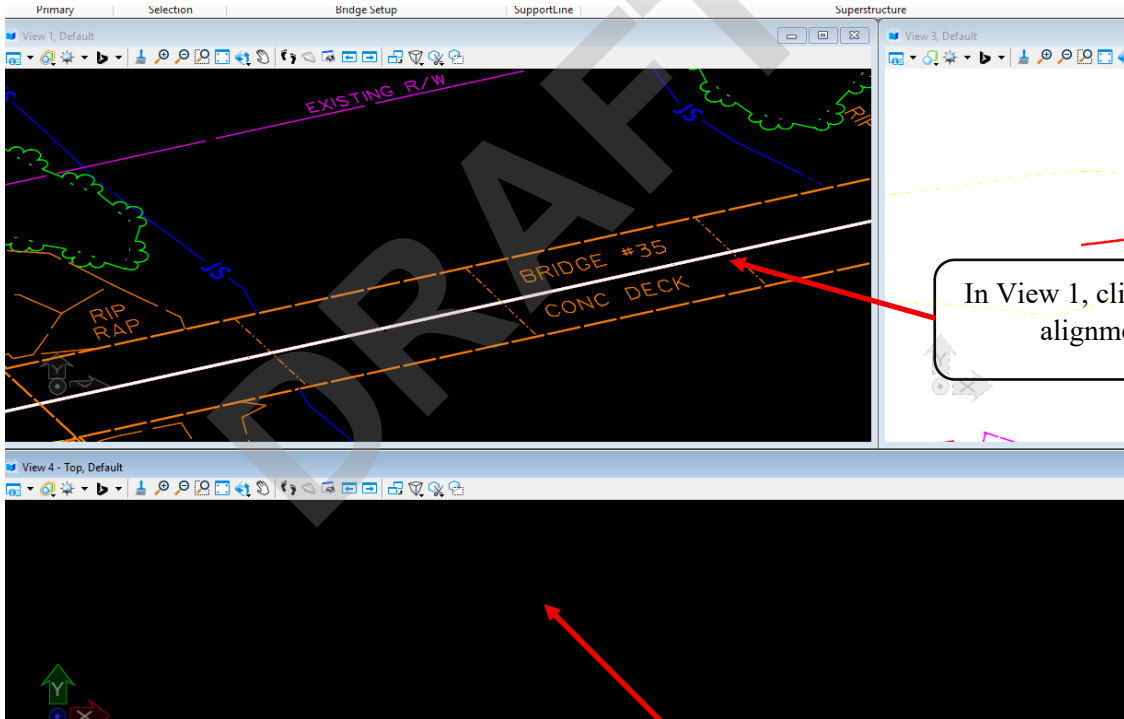 Primary Selection Bridge Setup SupportLine Superstructure
View 1, Default
View 3, Default
EXISTING R/W
JS
RIP
JS
BRIDGE #35
CONC DECK
RIP
RAP
Y
In View 1, cli
alignme
Y
X
DRAFT
View 4 - Top, Default
Y
X